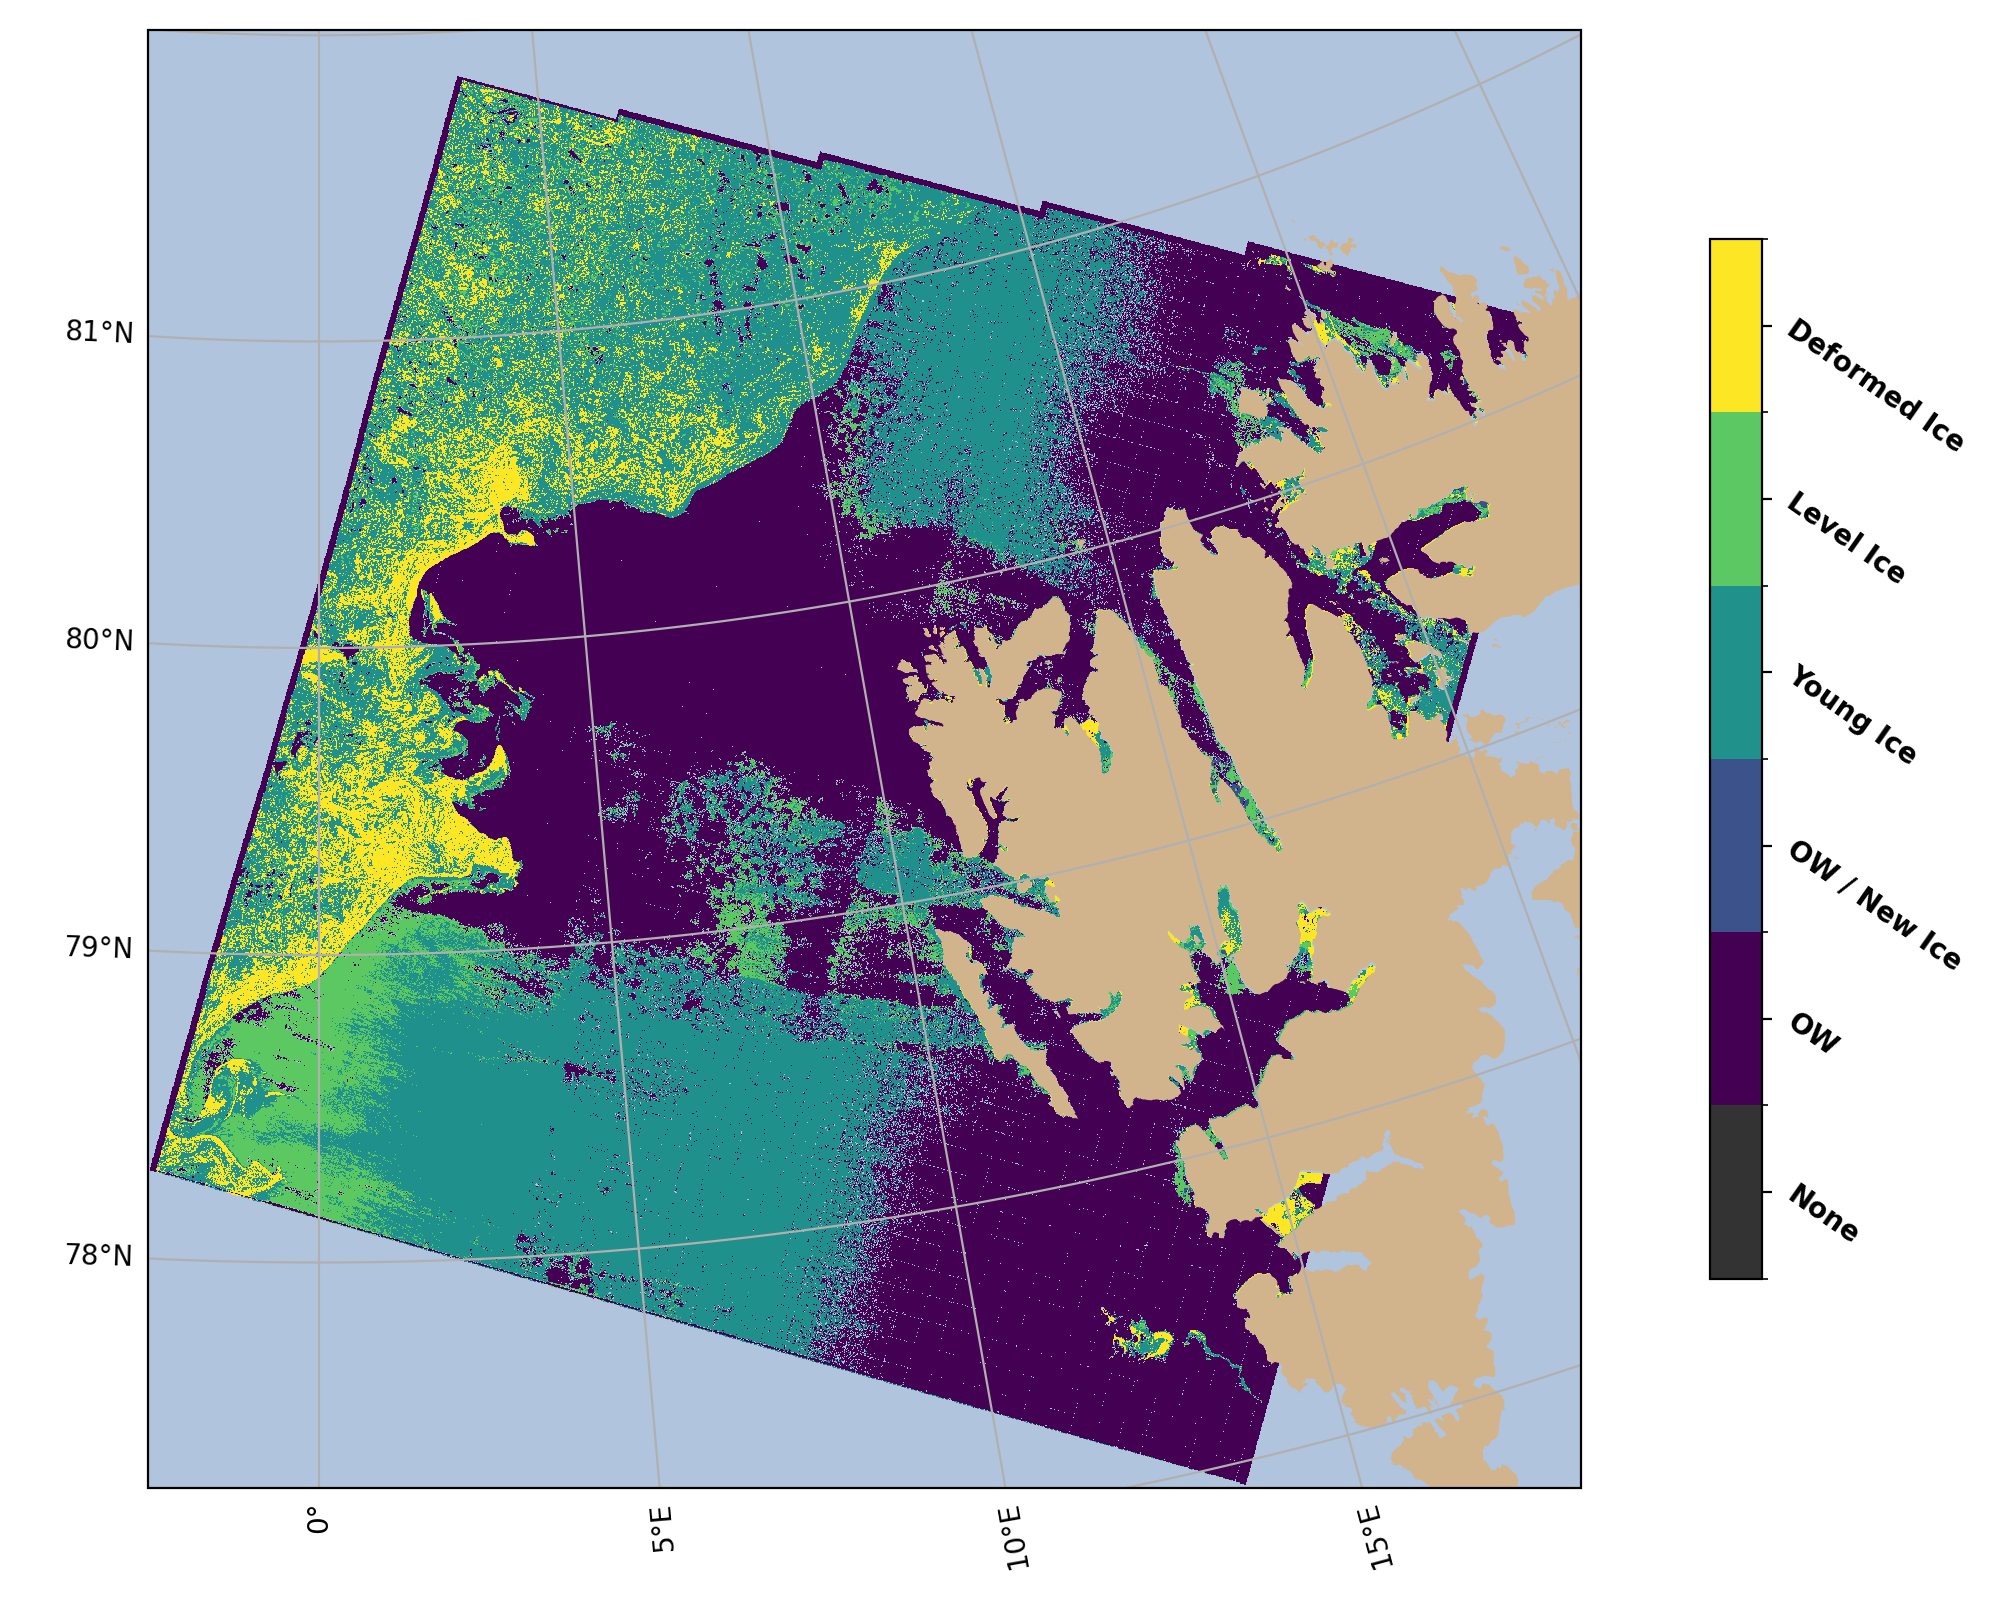 81°N
80°N
79°N
78°N
0°
5°E
10°E
15°E
Deformed Ice
Level Ice
Young Ice
OW / New Ice
OW
None